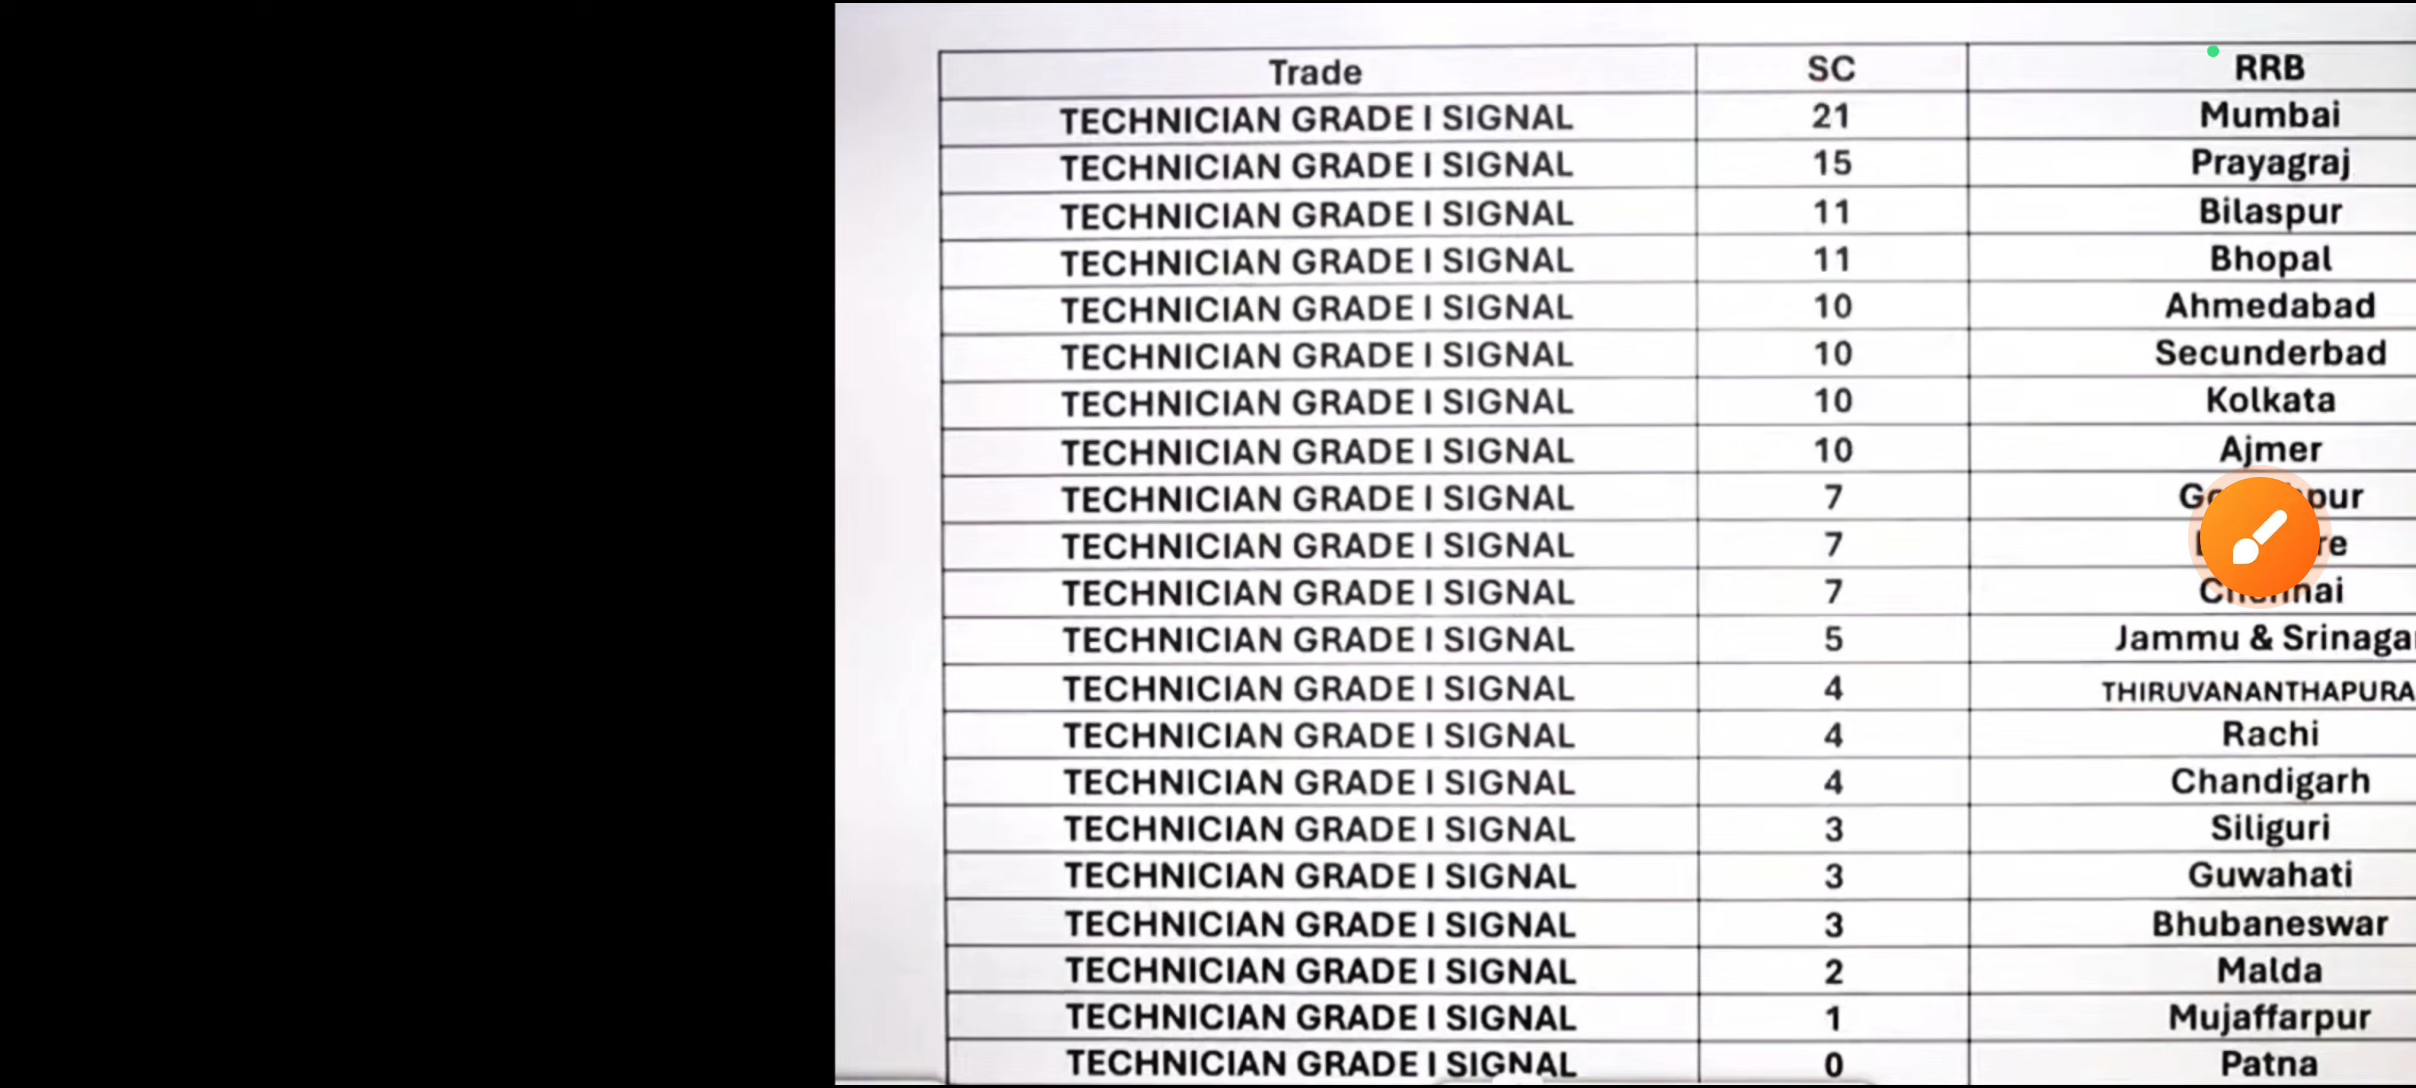 Trade SC RRB
TECHNICIAN GRADE I SIGNAL 21 Mumbai
TECHNICIAN GRADE I SIGNAL 15 Prayagraj
TECHNICIAN GRADE I SIGNAL 11 Bilaspur
TECHNICIAN GRADE I SIGNAL 11 Bhopal
TECHNICIAN GRADE I SIGNAL 10 Ahmedabad
TECHNICIAN GRADE I SIGNAL 10 Secunderbad
TECHNICIAN GRADE I SIGNAL 10 Kolkata
TECHNICIAN GRADE I SIGNAL 10 Ajmer
TECHNICIAN GRADE I SIGNAL 7
TECHNICIAN GRADE I SIGNAL 7
TECHNICIAN GRADE I SIGNAL 7 Chennai
TECHNICIAN GRADE I SIGNAL 5 Jammu & Srinagar
TECHNICIAN GRADE I SIGNAL 4 THIRUVANANTHAPURA
TECHNICIAN GRADE I SIGNAL 4 Rachi
TECHNICIAN GRADE I SIGNAL 4 Chandigarh
TECHNICIAN GRADE I SIGNAL 3 Siliguri
TECHNICIAN GRADE I SIGNAL 3 Guwahati
TECHNICIAN GRADE I SIGNAL 3 Bhubaneswar
TECHNICIAN GRADE I SIGNAL 2 Malda
TECHNICIAN GRADE I SIGNAL 1 Mujaffarpur
TECHNICIAN GRADE I SIGNAL 0 Patna